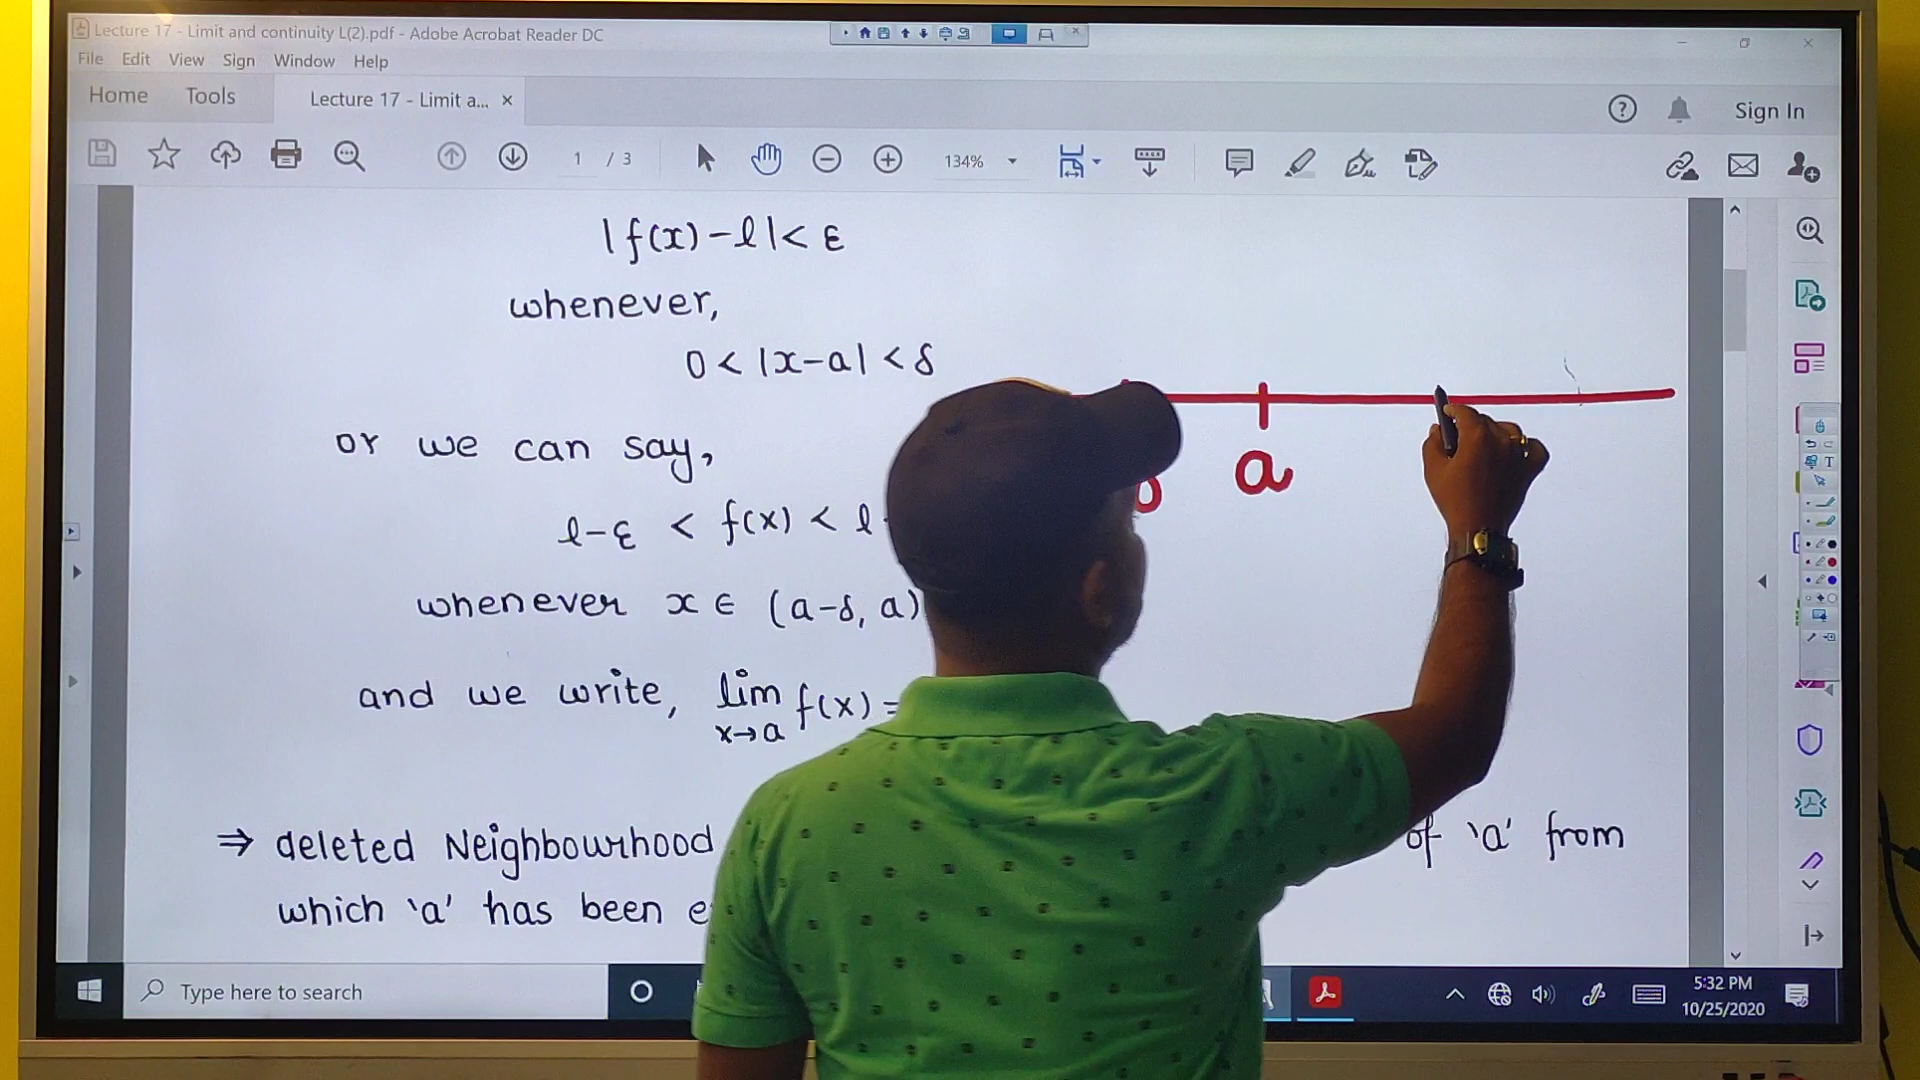 Lecture 17 - Limit and continuity L(2).pdf - Adobe Acrobat Reader DC
File Edit View Sign Window Help
Home Tools Lecture 17 - Limit a... ×
Sign In
1 / 3 134%
|f(x)-l|< ε
whenever,
0 < |x-a| < δ
or we can say,
l-ε < f(x) < l
whenever x ∈ (a-δ, a)
and we write, lim f(x) =
x→a
a
⇒ deleted Neighbourhood of 'a' from
which 'a' has been
Type here to search
5:32 PM
10/25/2020